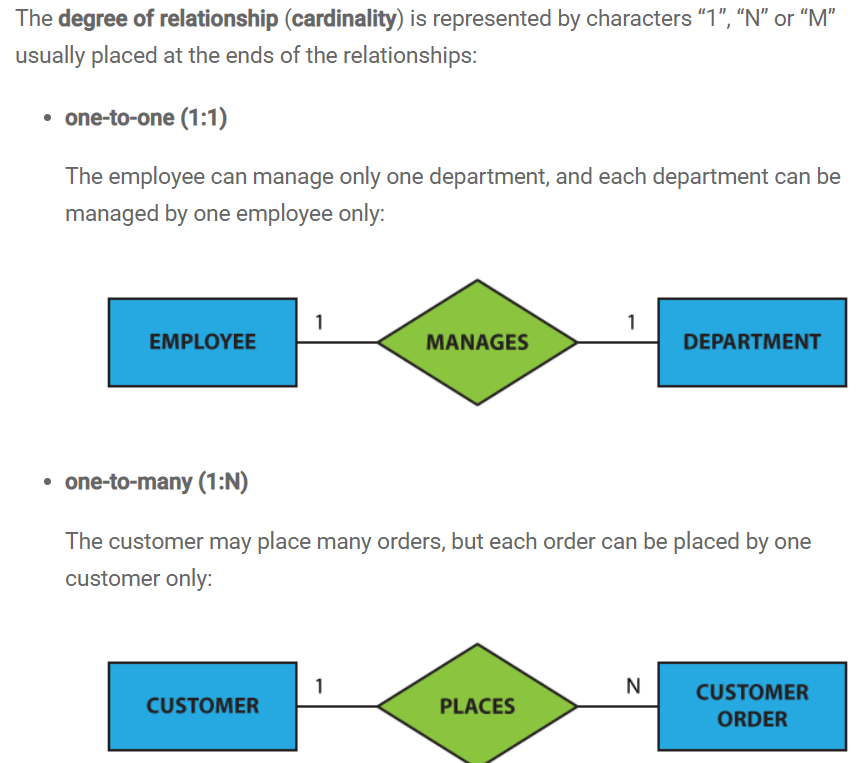 The degree of relationship (cardinality) is represented by characters “1”, “N” or “M”
usually placed at the ends of the relationships:
• one-to-one (1:1)
The employee can manage only one department, and each department can be
managed by one employee only:
EMPLOYEE 1 MANAGES 1 DEPARTMENT
• one-to-many (1:N)
The customer may place many orders, but each order can be placed by one
customer only:
CUSTOMER 1 PLACES N CUSTOMER
ORDER